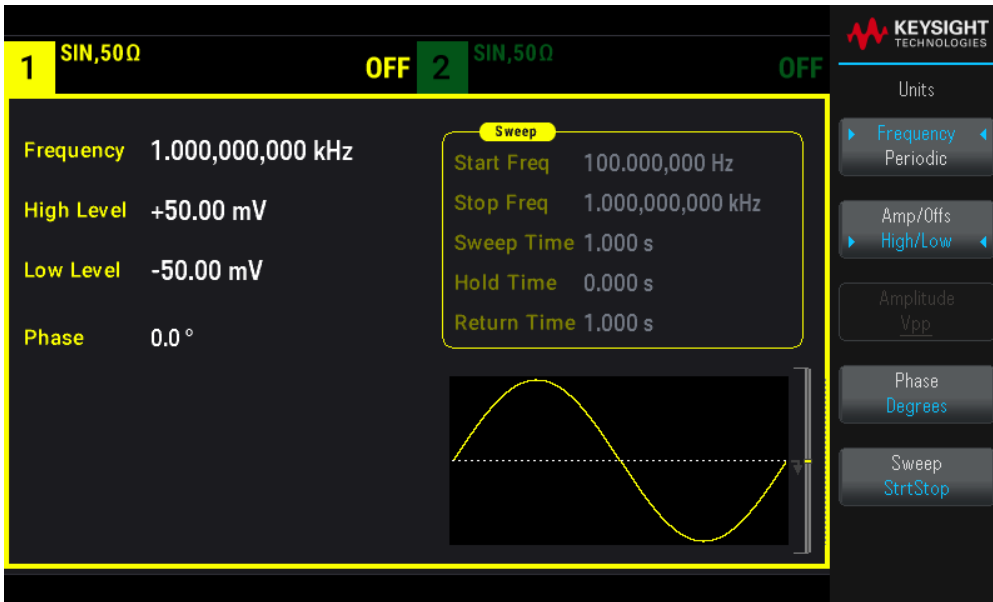 KEYSIGHT
TECHNOLOGIES
1 SIN,50Ω OFF 2 SIN,50Ω OFF
Units
Frequency 1.000,000,000 kHz
High Level +50.00 mV
Low Level -50.00 mV
Phase 0.0 °
Sweep
Start Freq 100.000,000 Hz
Stop Freq 1.000,000,000 kHz
Sweep Time 1.000 s
Hold Time 0.000 s
Return Time 1.000 s
Frequency
Periodic
Amp/Offs
High/Low
Amplitude
Vpp
Phase
Degrees
Sweep
StrtStop